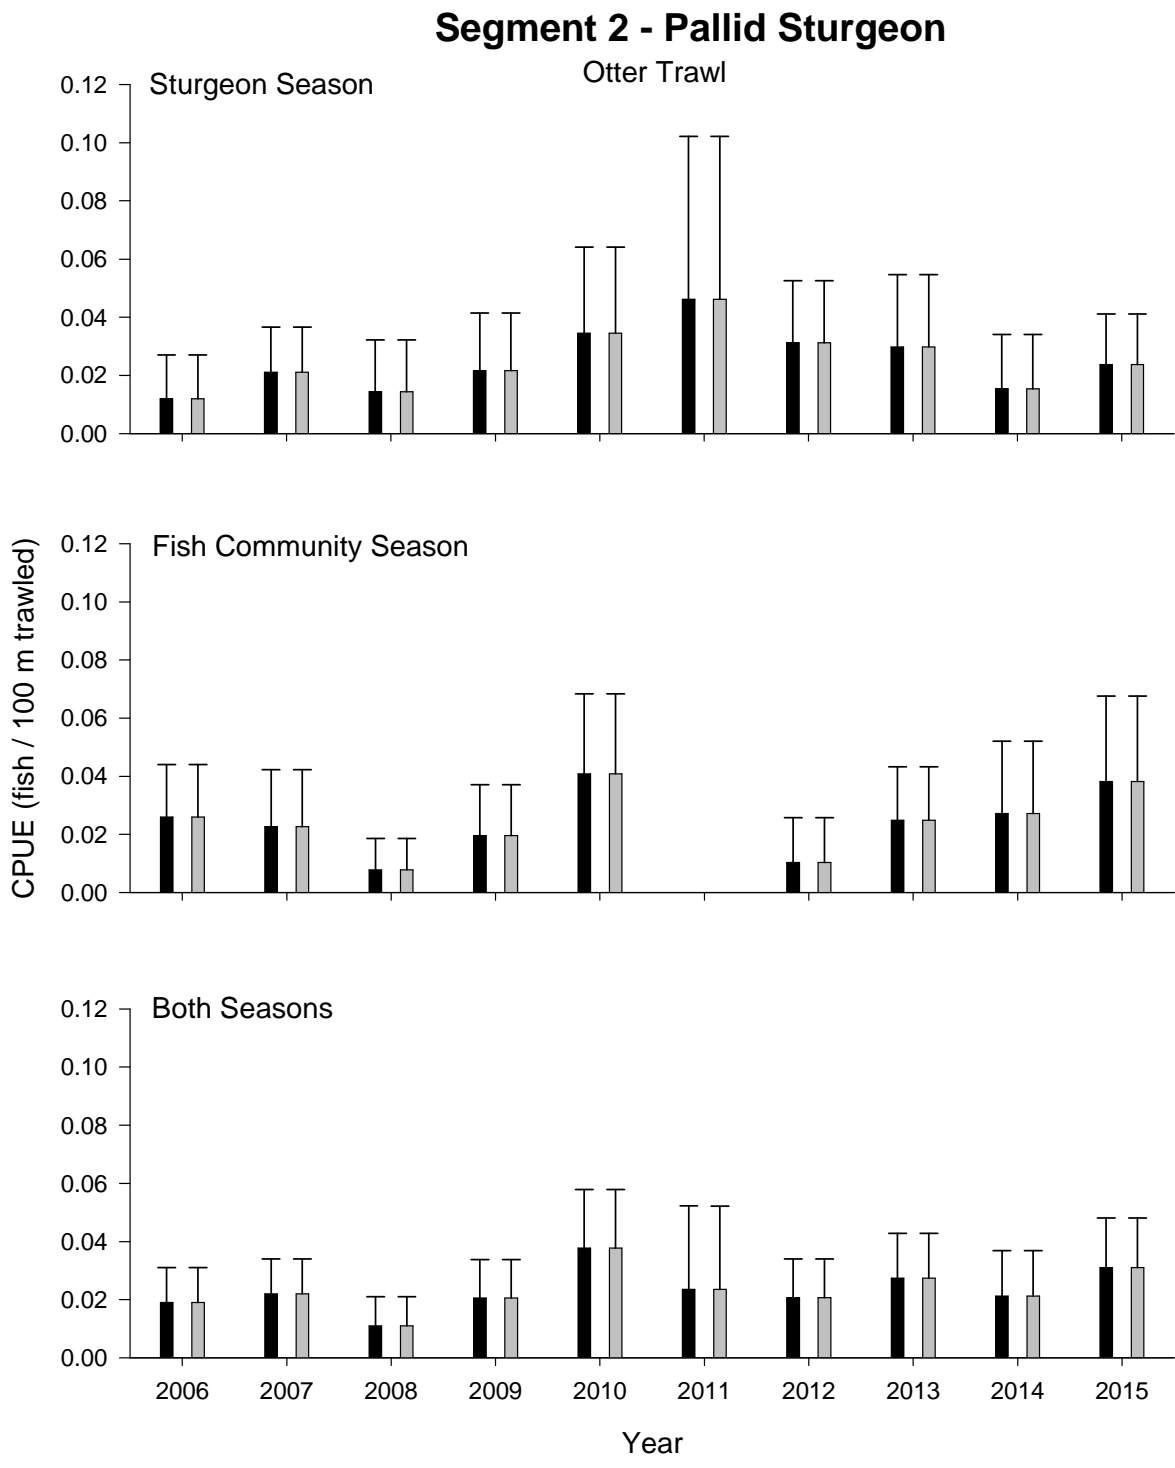 Segment 2 - Pallid Sturgeon
Otter Trawl
Sturgeon Season
0.12
0.10
0.08
0.06
0.04
0.02
0.00
CPUE (fish / 100 m trawled)
Fish Community Season
0.12
0.10
0.08
0.06
0.04
0.02
0.00
Both Seasons
0.12
0.10
0.08
0.06
0.04
0.02
0.00
2006 2007 2008 2009 2010 2011 2012 2013 2014 2015
Year